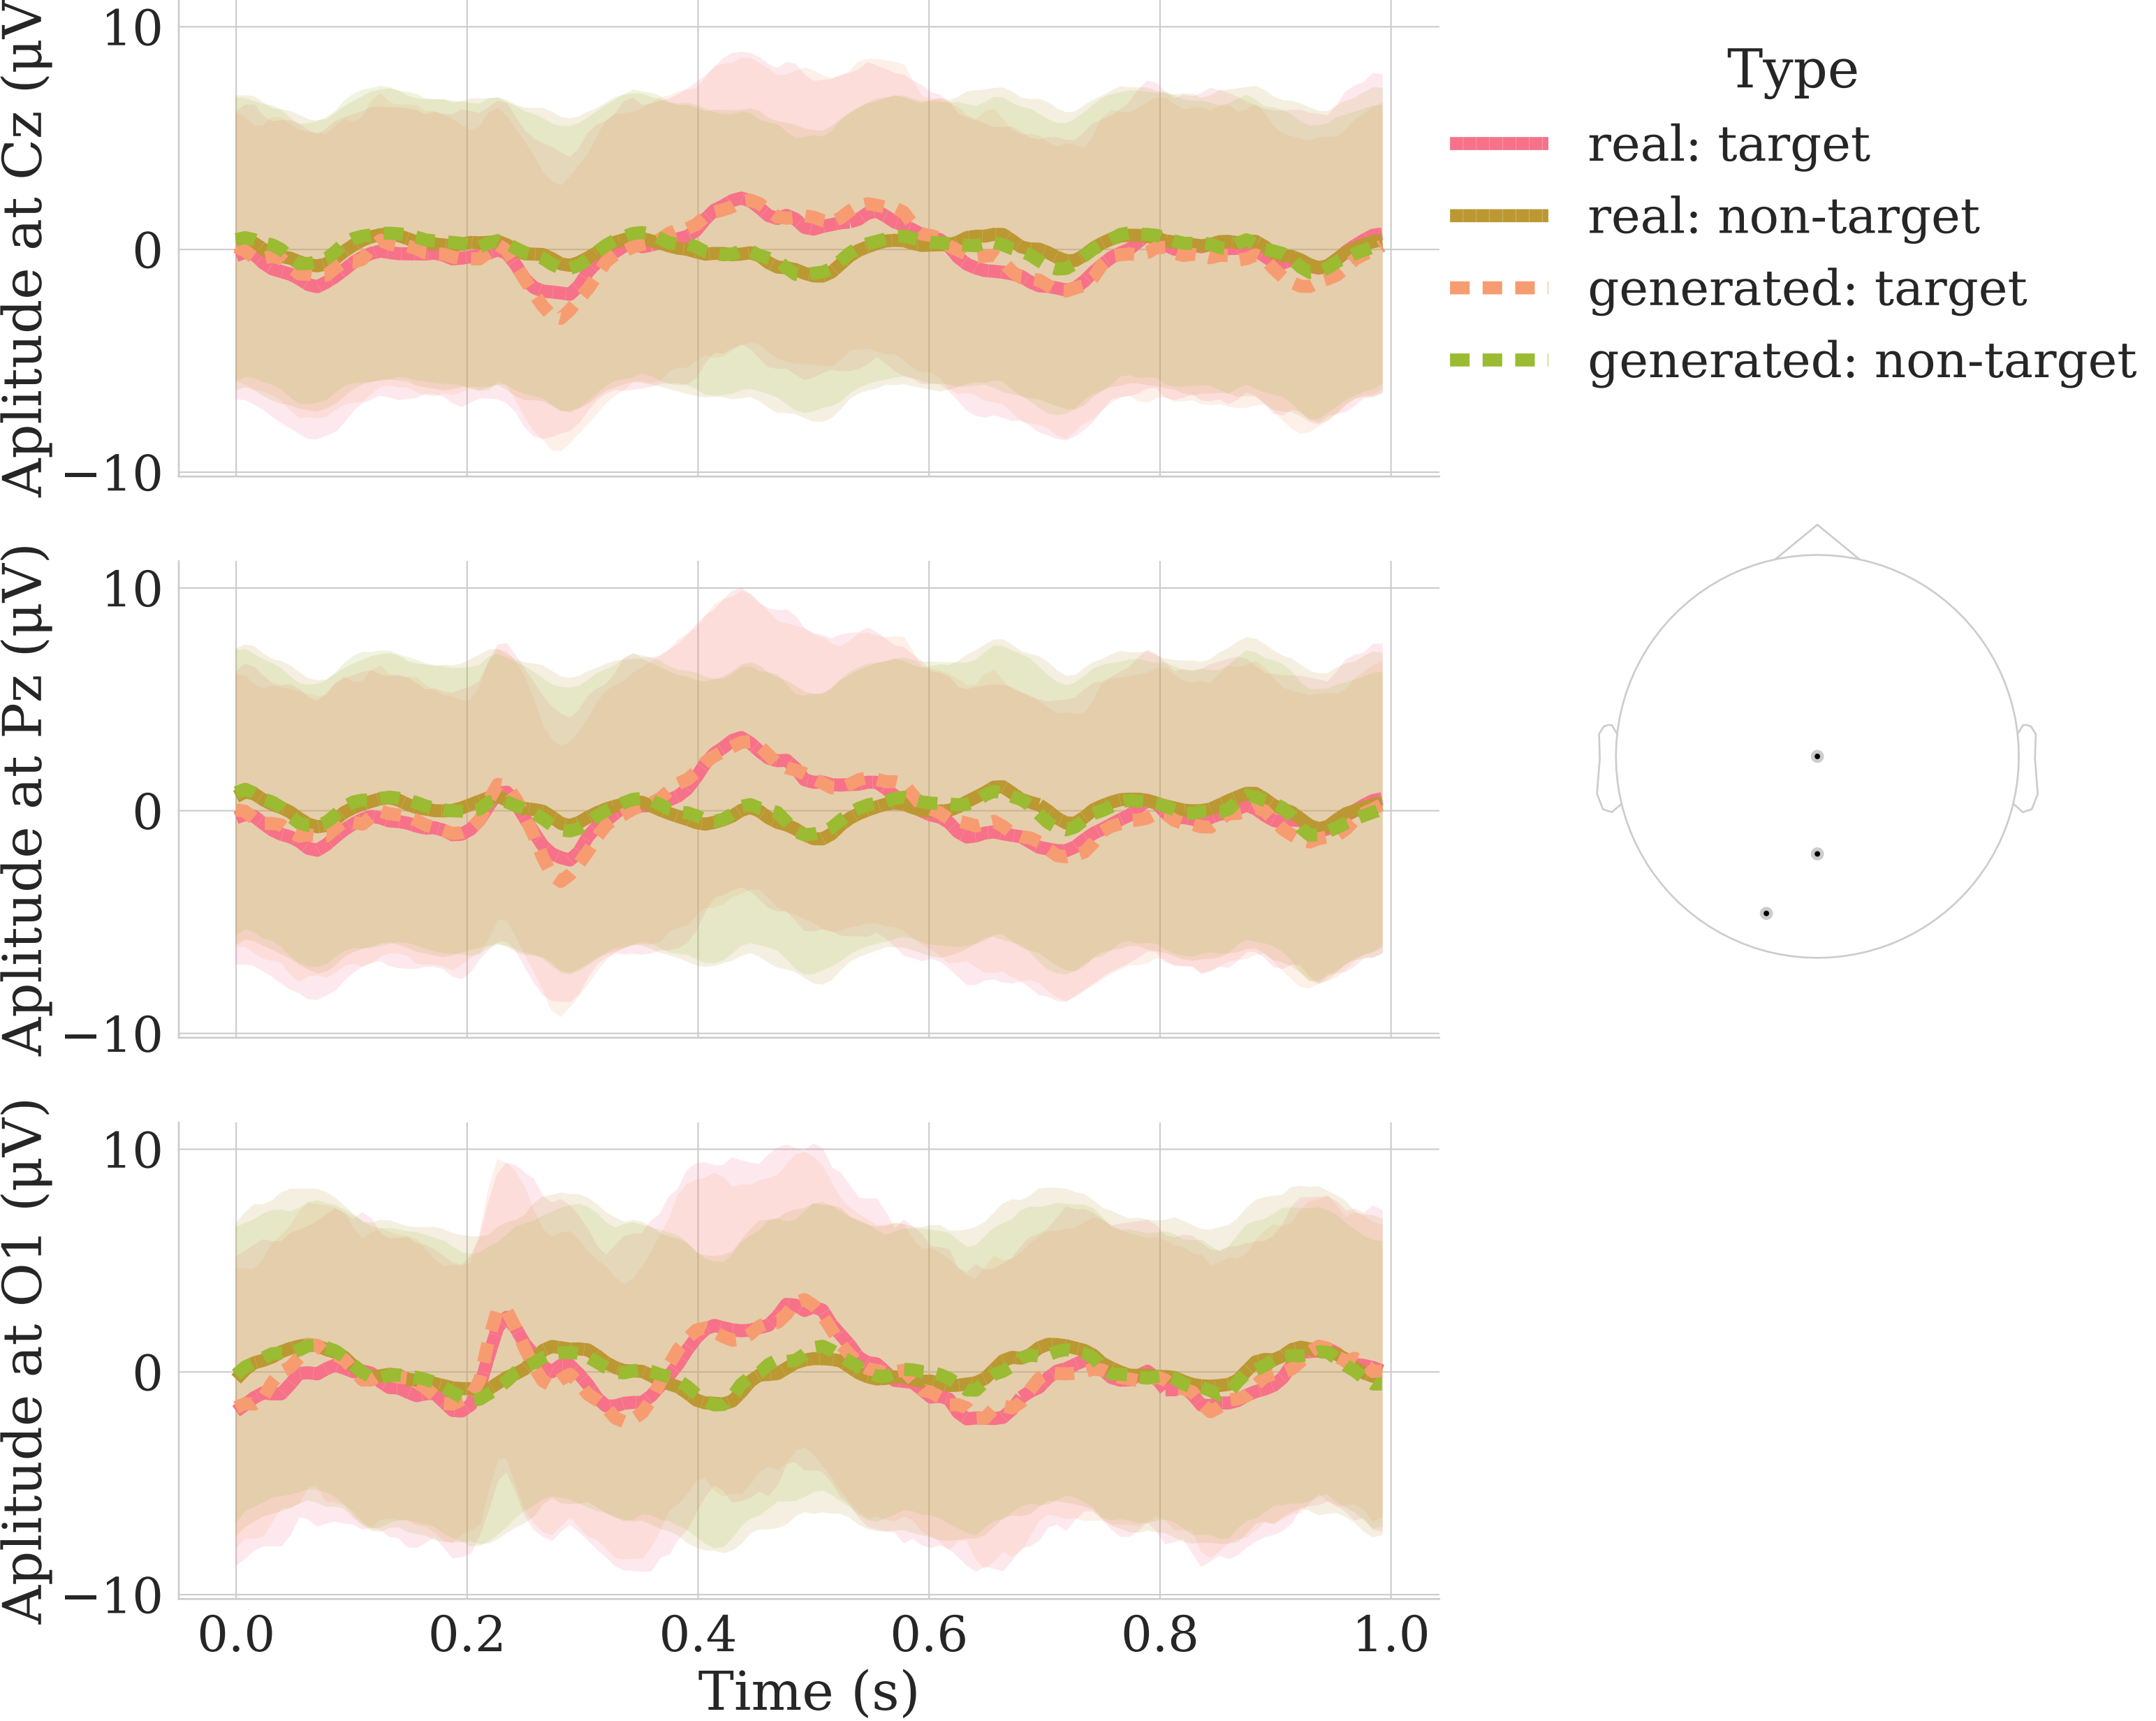 Aplitude at Cz (µV
10
0
−10
Type
real: target
real: non-target
generated: target
generated: non-target
Aplitude at Pz (µV)
10
0
−10
Aplitude at O1 (µV)
10
0
−10
0.0 0.2 0.4 0.6 0.8 1.0
Time (s)